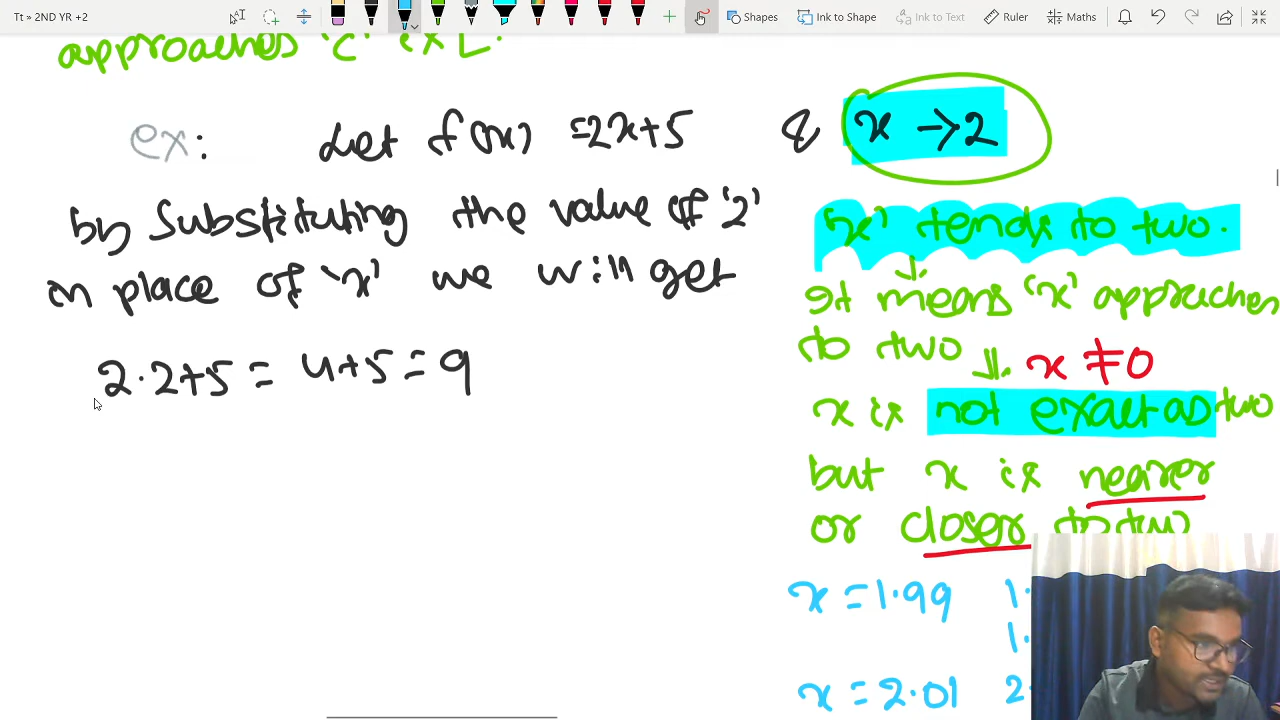 Tt » 2ND YR +2
Shapes
Ink to Shape
Ink to Text
Ruler
Maths
approaches 'c' is L.
ex: Let f(x) =2x+5 & x → 2
by substituting the value of '2'
in place of 'x' we will get
2.2+5 = 4+5 = 9
'x' tends to two.
It means 'x' approaches
to two
x ≠ 0
x is not exact as two
but x is nearer
or closer to two
x = 1.99 1.
1.
x = 2.01 2.